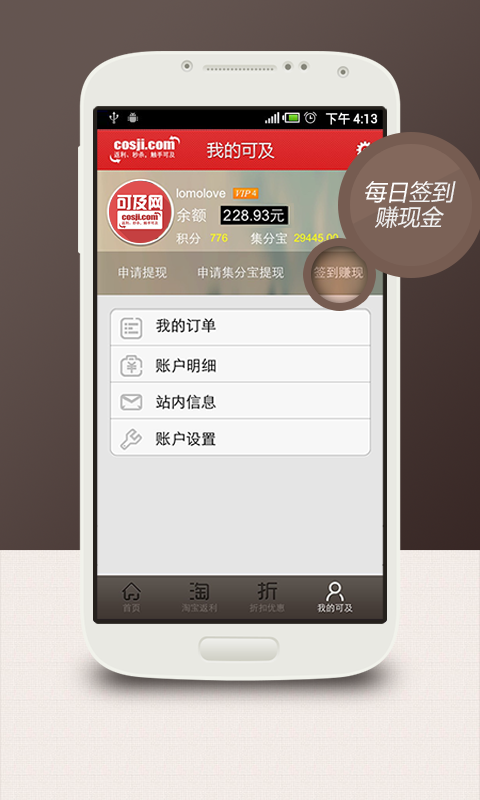 下午 4:13
cosji.com
返利、秒杀，触手可及
我的可及
每日签到
赚现金
可及网
cosji.com
返利、秒杀，触手可及
lomolove VIP4
余额 228.93元
积分 776 集分宝 29445.00
申请提现 申请集分宝提现 签到赚现
我的订单
账户明细
站内信息
账户设置
淘 折
首页 淘宝返利 折扣优惠 我的可及